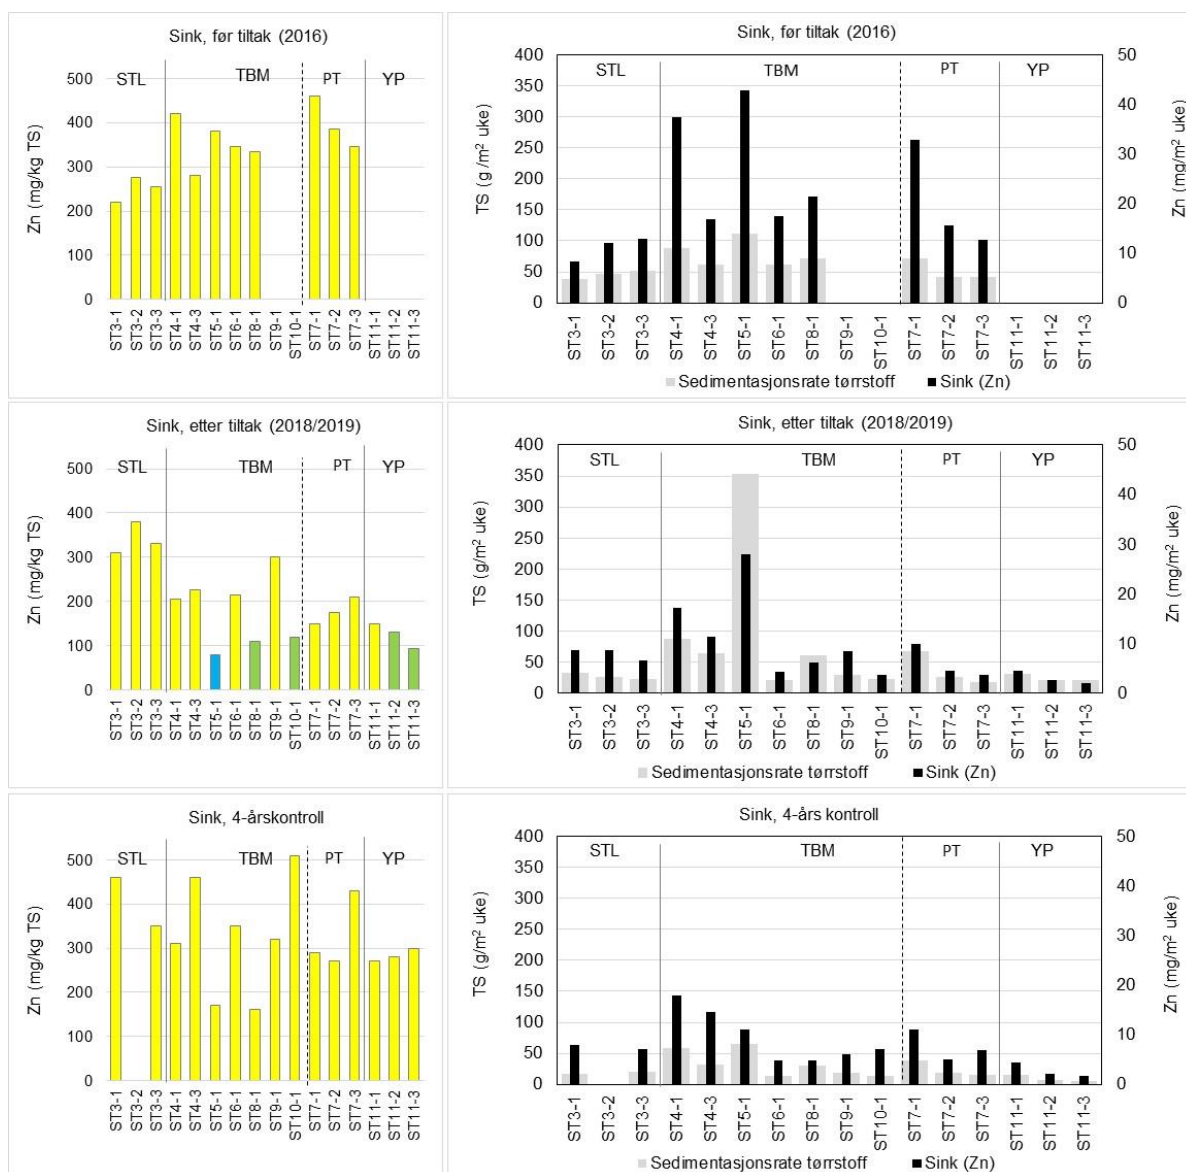 Sink, før tiltak (2016)
Zn (mg/kg TS)
500
400
300
200
100
0
STL
TBM
PT
YP
ST3-1
ST3-2
ST3-3
ST4-1
ST4-3
ST5-1
ST6-1
ST8-1
ST9-1
ST10-1
ST7-1
ST7-2
ST7-3
ST11-1
ST11-2
ST11-3
Sink, før tiltak (2016)
TS (g /m² uke)
400
350
300
250
200
150
100
50
0
STL
TBM
PT
YP
50
40
30
20
10
0
Zn (mg/m² uke)
ST3-1
ST3-2
ST3-3
ST4-1
ST4-3
ST5-1
ST6-1
ST8-1
ST9-1
ST10-1
ST7-1
ST7-2
ST7-3
ST11-1
ST11-2
ST11-3
Sedimentasjonsrate tørrstoff
Sink (Zn)
Sink, etter tiltak (2018/2019)
Zn (mg/kg TS)
500
400
300
200
100
0
STL
TBM
PT
YP
ST3-1
ST3-2
ST3-3
ST4-1
ST4-3
ST5-1
ST6-1
ST8-1
ST9-1
ST10-1
ST7-1
ST7-2
ST7-3
ST11-1
ST11-2
ST11-3
Sink, etter tiltak (2018/2019)
TS (g/m² uke)
400
350
300
250
200
150
100
50
0
STL
TBM
PT
YP
50
40
30
20
10
0
Zn (mg/m² uke)
ST3-1
ST3-2
ST3-3
ST4-1
ST4-3
ST5-1
ST6-1
ST8-1
ST9-1
ST10-1
ST7-1
ST7-2
ST7-3
ST11-1
ST11-2
ST11-3
Sedimentasjonsrate tørrstoff
Sink (Zn)
Sink, 4-årskontroll
Zn (mg/kg TS)
500
400
300
200
100
0
STL
TBM
PT
YP
ST3-1
ST3-2
ST3-3
ST4-1
ST4-3
ST5-1
ST6-1
ST8-1
ST9-1
ST10-1
ST7-1
ST7-2
ST7-3
ST11-1
ST11-2
ST11-3
Sink, 4-års kontroll
TS (g/m² uke)
400
350
300
250
200
150
100
50
0
STL
TBM
PT
YP
50
40
30
20
10
0
Zn (mg/m² uke)
ST3-1
ST3-2
ST3-3
ST4-1
ST4-3
ST5-1
ST6-1
ST8-1
ST9-1
ST10-1
ST7-1
ST7-2
ST7-3
ST11-1
ST11-2
ST11-3
Sedimentasjonsrate tørrstoff
Sink (Zn)